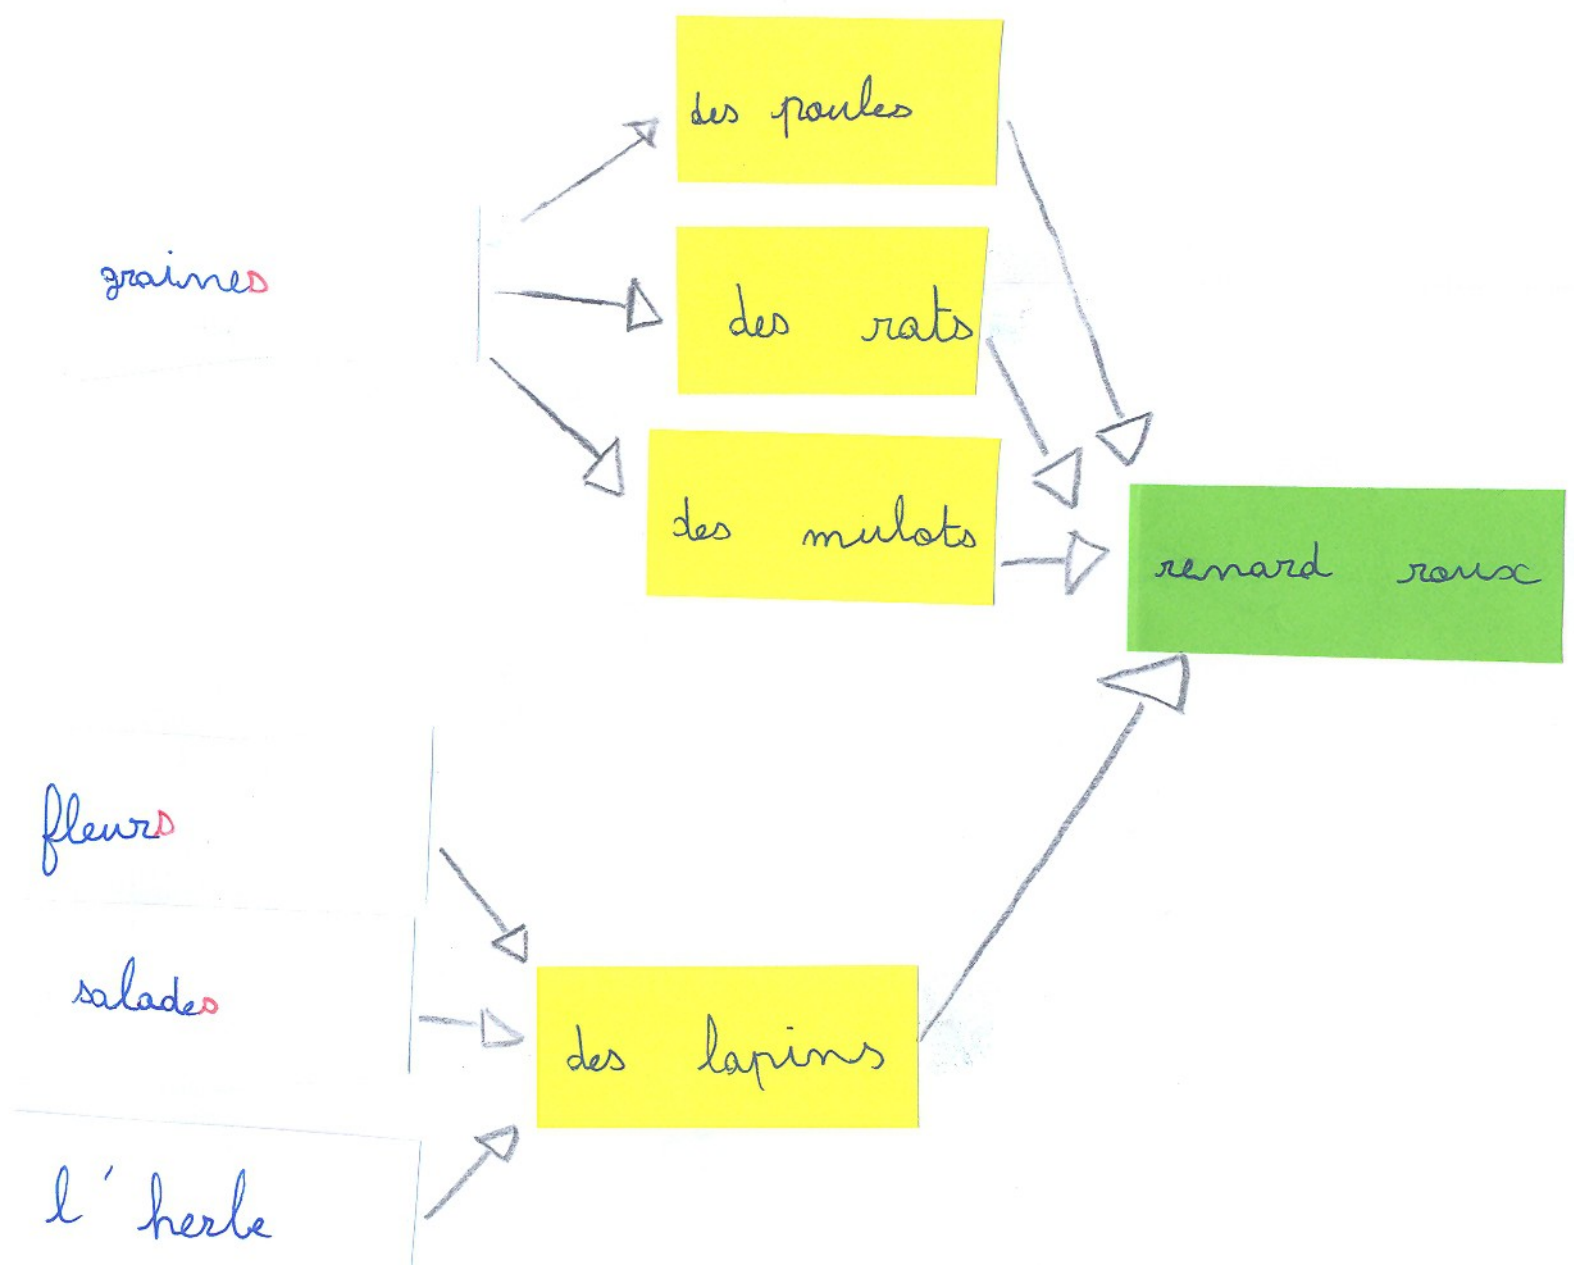 des poules
graines
des rats
des mulots
renard roux
fleurs
salades
des lapins
l'herbe